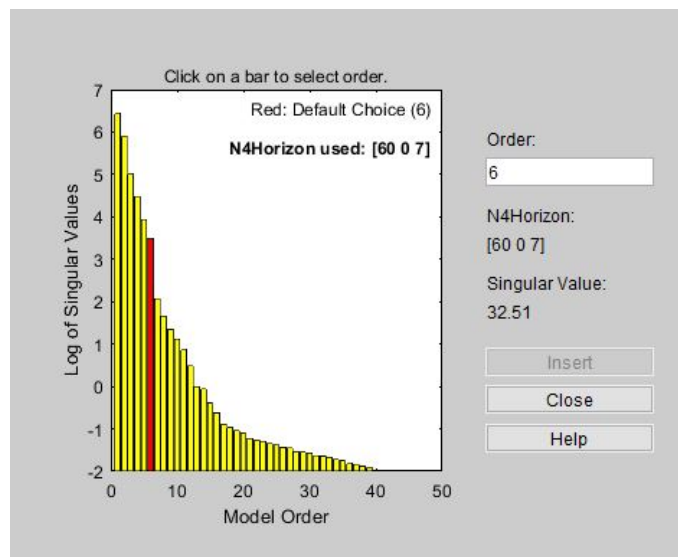 Click on a bar to select order.
Red: Default Choice (6)
N4Horizon used: [60 0 7]
Log of Singular Values
7
6
5
4
3
2
1
0
-1
-2
0 10 20 30 40 50
Model Order
Order:
6
N4Horizon:
[60 0 7]
Singular Value:
32.51
Insert
Close
Help